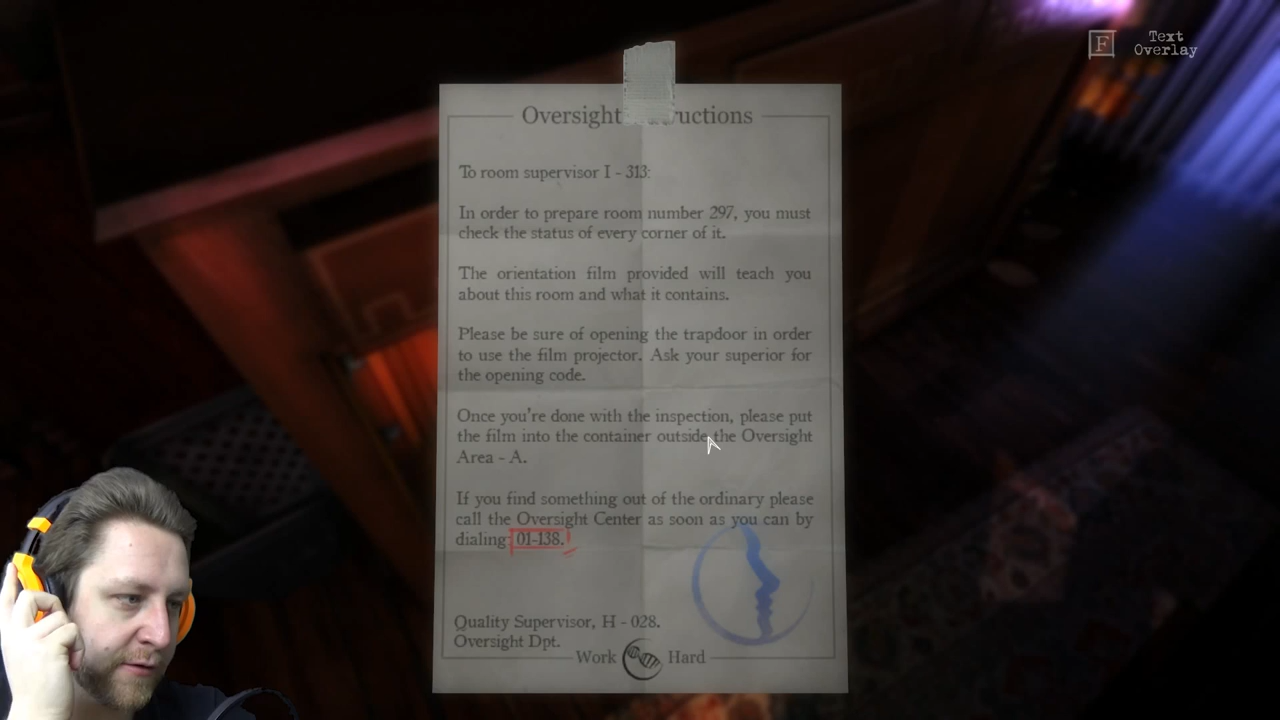 F Text
Overlay
Oversight uctions
To room supervisor I - 313:
In order to prepare room number 297, you must
check the status of every corner of it.
The orientation film provided will teach you
about this room and what it contains.
Please be sure of opening the trapdoor in order
to use the film projector. Ask your superior for
the opening code.
Once you're done with the inspection, please put
the film into the container outside the Oversight
Area - A.
If you find something out of the ordinary please
call the Oversight Center as soon as you can by
dialing: 01-138.
Quality Supervisor, H - 028.
Oversight Dpt.
Work Hard